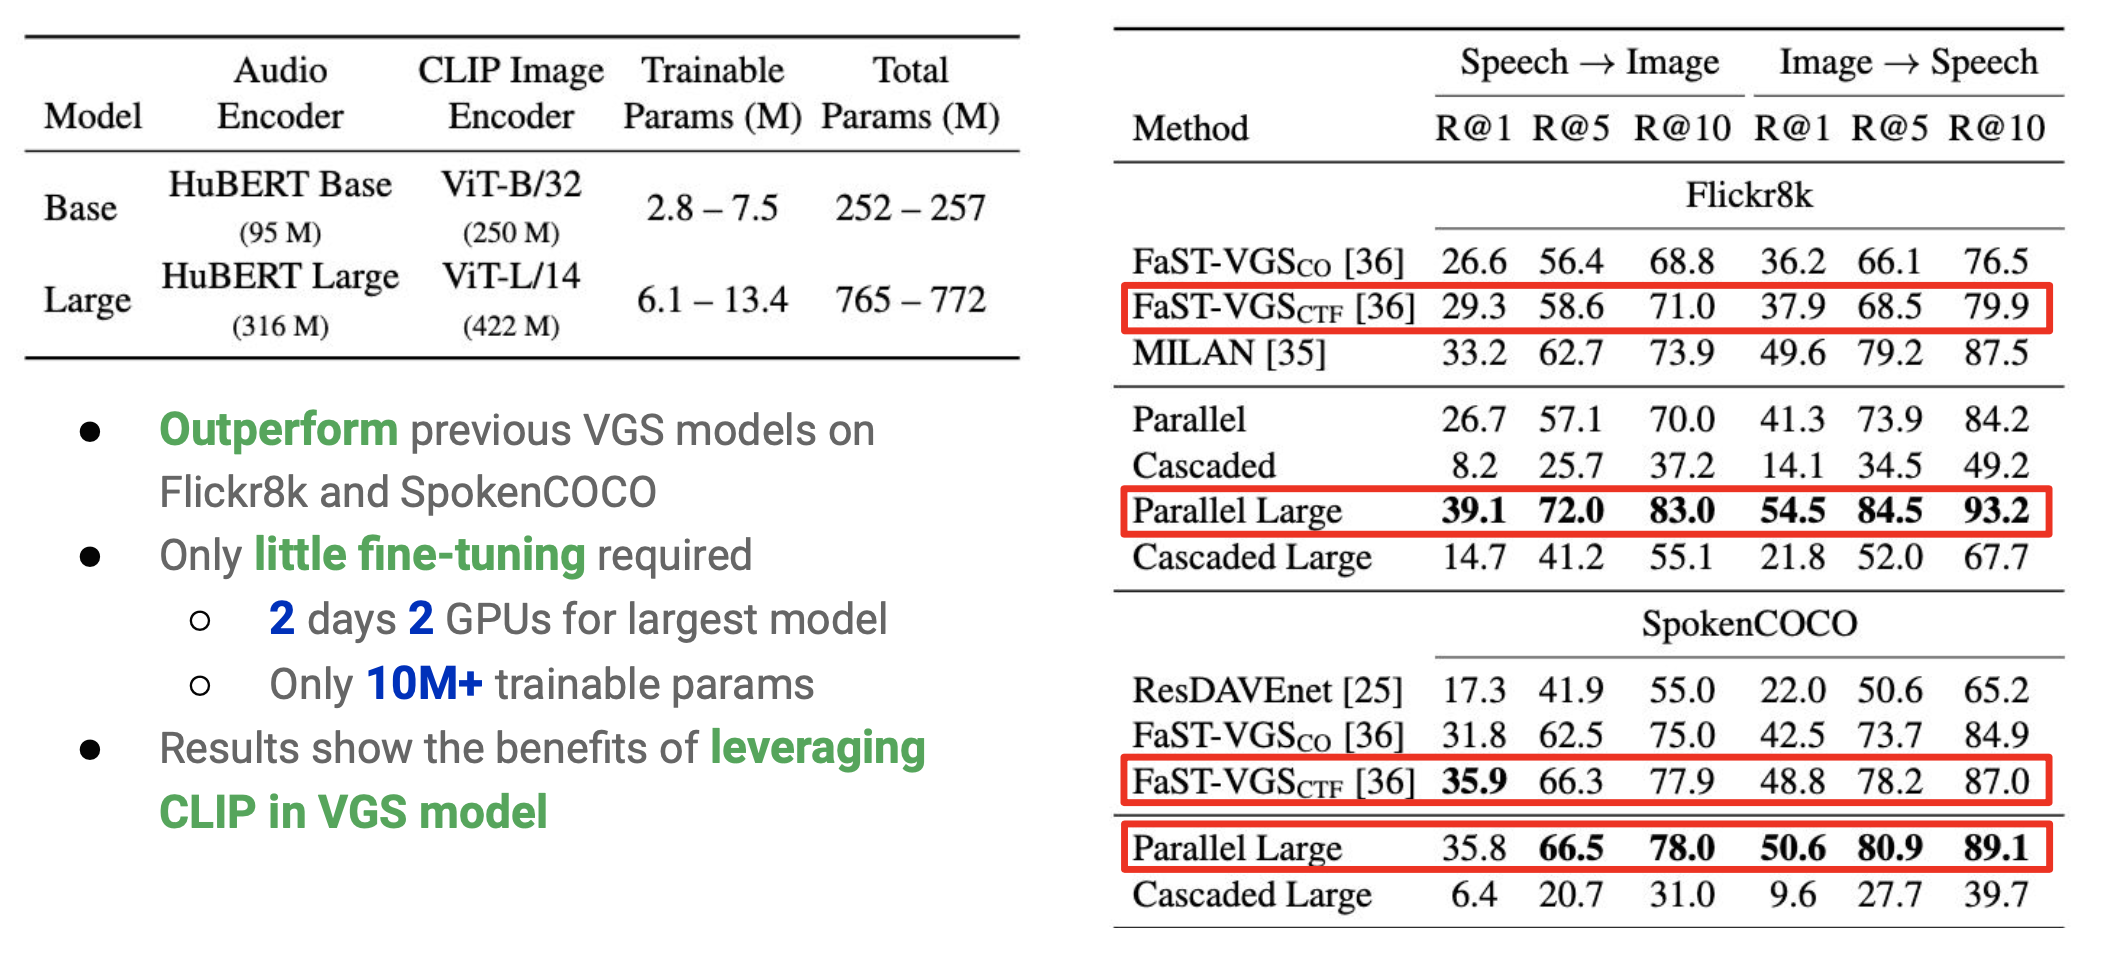 Model Audio Encoder CLIP Image Encoder Trainable Params (M) Total Params (M)
Base HuBERT Base (95 M) ViT-B/32 (250 M) 2.8 – 7.5 252 – 257
Large HuBERT Large (316 M) ViT-L/14 (422 M) 6.1 – 13.4 765 – 772
● Outperform previous VGS models on
Flickr8k and SpokenCOCO
● Only little fine-tuning required
○ 2 days 2 GPUs for largest model
○ Only 10M+ trainable params
● Results show the benefits of leveraging
CLIP in VGS model
Speech → Image Image → Speech
Method R@1 R@5 R@10 R@1 R@5 R@10
Flickr8k
FaST-VGSCO [36] 26.6 56.4 68.8 36.2 66.1 76.5
FaST-VGSCTF [36] 29.3 58.6 71.0 37.9 68.5 79.9
MILAN [35] 33.2 62.7 73.9 49.6 79.2 87.5
Parallel 26.7 57.1 70.0 41.3 73.9 84.2
Cascaded 8.2 25.7 37.2 14.1 34.5 49.2
Parallel Large 39.1 72.0 83.0 54.5 84.5 93.2
Cascaded Large 14.7 41.2 55.1 21.8 52.0 67.7
SpokenCOCO
ResDAVEnet [25] 17.3 41.9 55.0 22.0 50.6 65.2
FaST-VGSCO [36] 31.8 62.5 75.0 42.5 73.7 84.9
FaST-VGSCTF [36] 35.9 66.3 77.9 48.8 78.2 87.0
Parallel Large 35.8 66.5 78.0 50.6 80.9 89.1
Cascaded Large 6.4 20.7 31.0 9.6 27.7 39.7